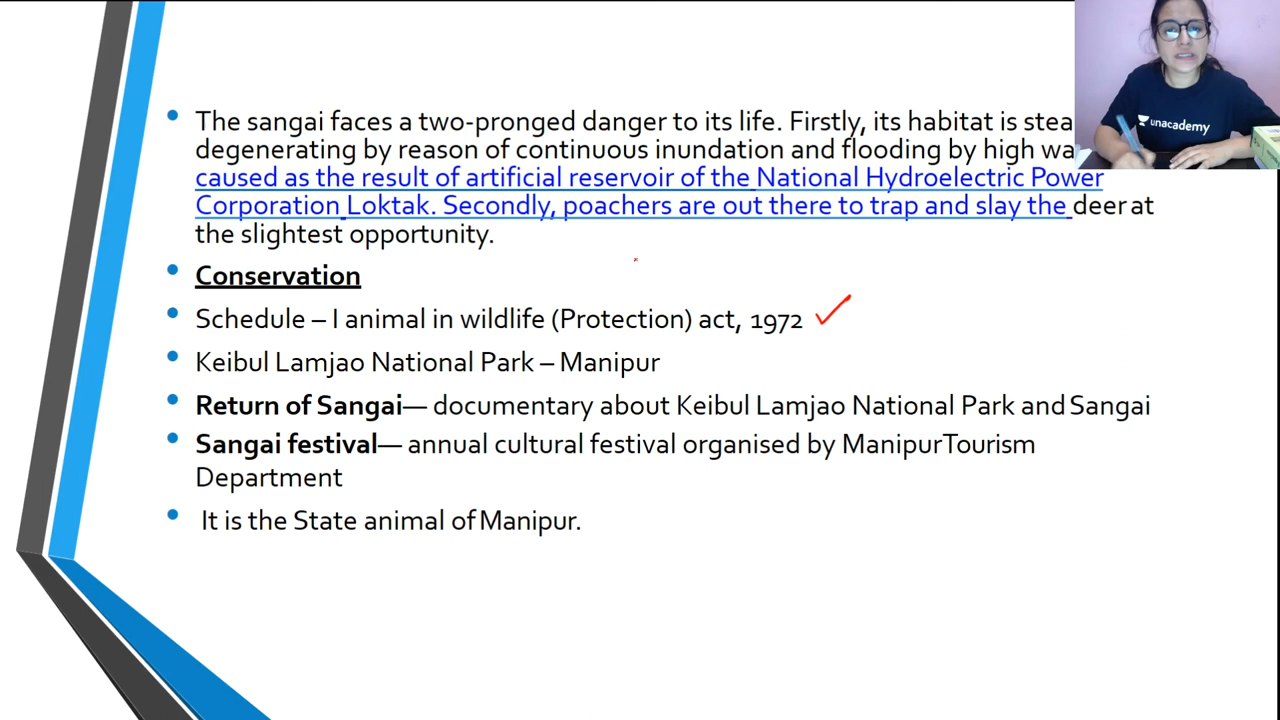 The sangai faces a two-pronged danger to its life. Firstly, its habitat is
degenerating by reason of continuous inundation and flooding by high
caused as the result of artificial reservoir of the National Hydroelectric Power
Corporation Loktak. Secondly, poachers are out there to trap and slay the deer at
the slightest opportunity.
Conservation
Schedule – I animal in wildlife (Protection) act, 1972
Keibul Lamjao National Park – Manipur
Return of Sangai— documentary about Keibul Lamjao National Park and Sangai
Sangai festival— annual cultural festival organised by Manipur Tourism
Department
It is the State animal of Manipur.
unacademy